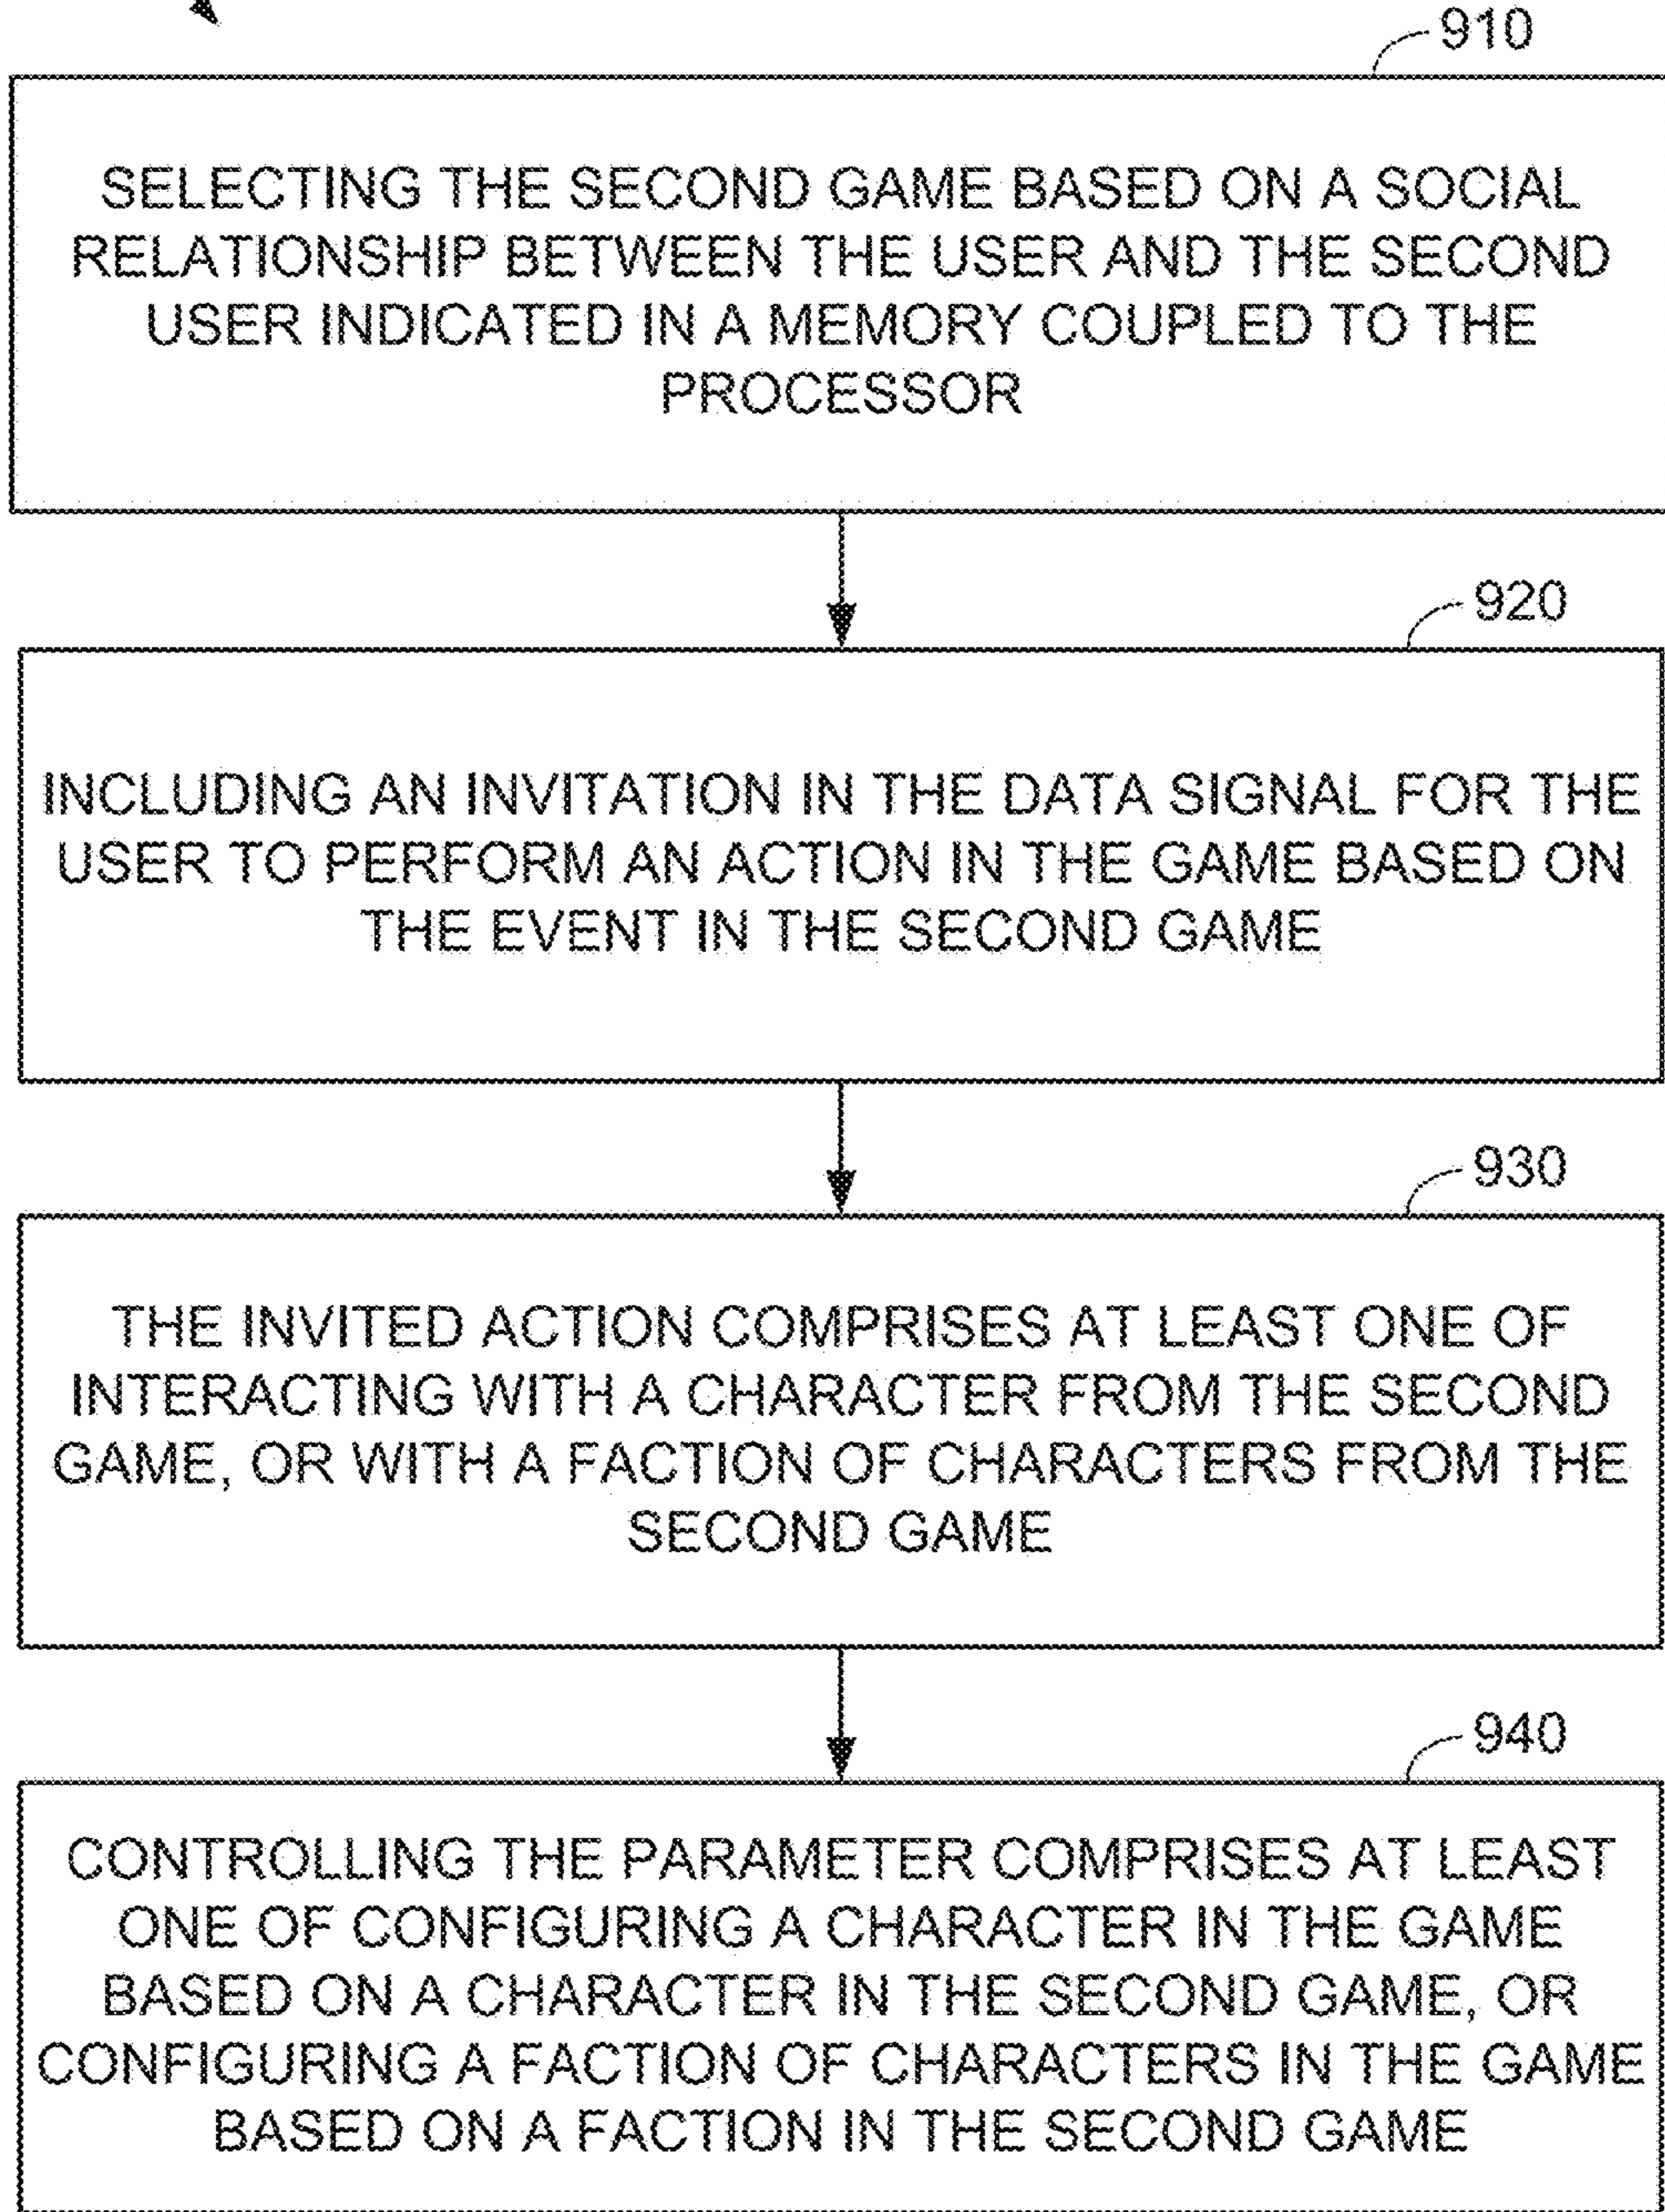 910
SELECTING THE SECOND GAME BASED ON A SOCIAL
RELATIONSHIP BETWEEN THE USER AND THE SECOND
USER INDICATED IN A MEMORY COUPLED TO THE
PROCESSOR
920
INCLUDING AN INVITATION IN THE DATA SIGNAL FOR THE
USER TO PERFORM AN ACTION IN THE GAME BASED ON
THE EVENT IN THE SECOND GAME
930
THE INVITED ACTION COMPRISES AT LEAST ONE OF
INTERACTING WITH A CHARACTER FROM THE SECOND
GAME, OR WITH A FACTION OF CHARACTERS FROM THE
SECOND GAME
940
CONTROLLING THE PARAMETER COMPRISES AT LEAST
ONE OF CONFIGURING A CHARACTER IN THE GAME
BASED ON A CHARACTER IN THE SECOND GAME, OR
CONFIGURING A FACTION OF CHARACTERS IN THE GAME
BASED ON A FACTION IN THE SECOND GAME